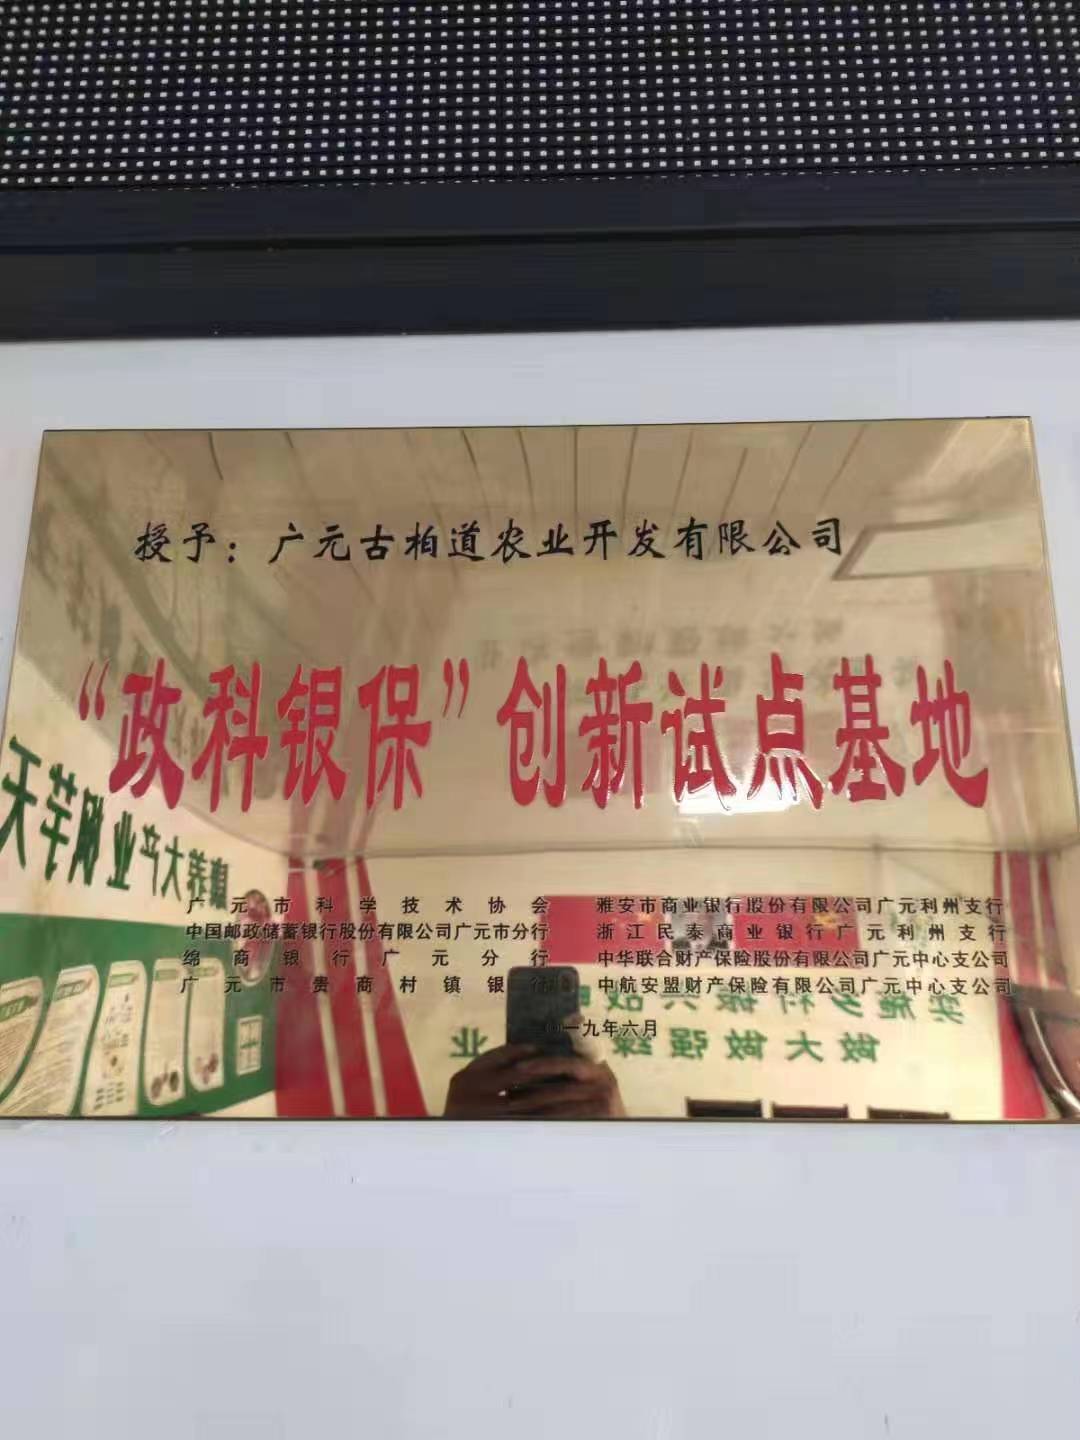 授予：广元古柏道农业开发有限公司
“政科银保”创新试点基地
广元市科学技术协会 雅安市商业银行股份有限公司广元利州支行
中国邮政储蓄银行股份有限公司广元市分行 浙江民泰商业银行广元利州支行
绵商银行广元分行 中华联合财产保险股份有限公司广元中心支公司
广元市贵商村镇银行 中航安盟财产保险有限公司广元中心支公司
一九年六月
做大做强